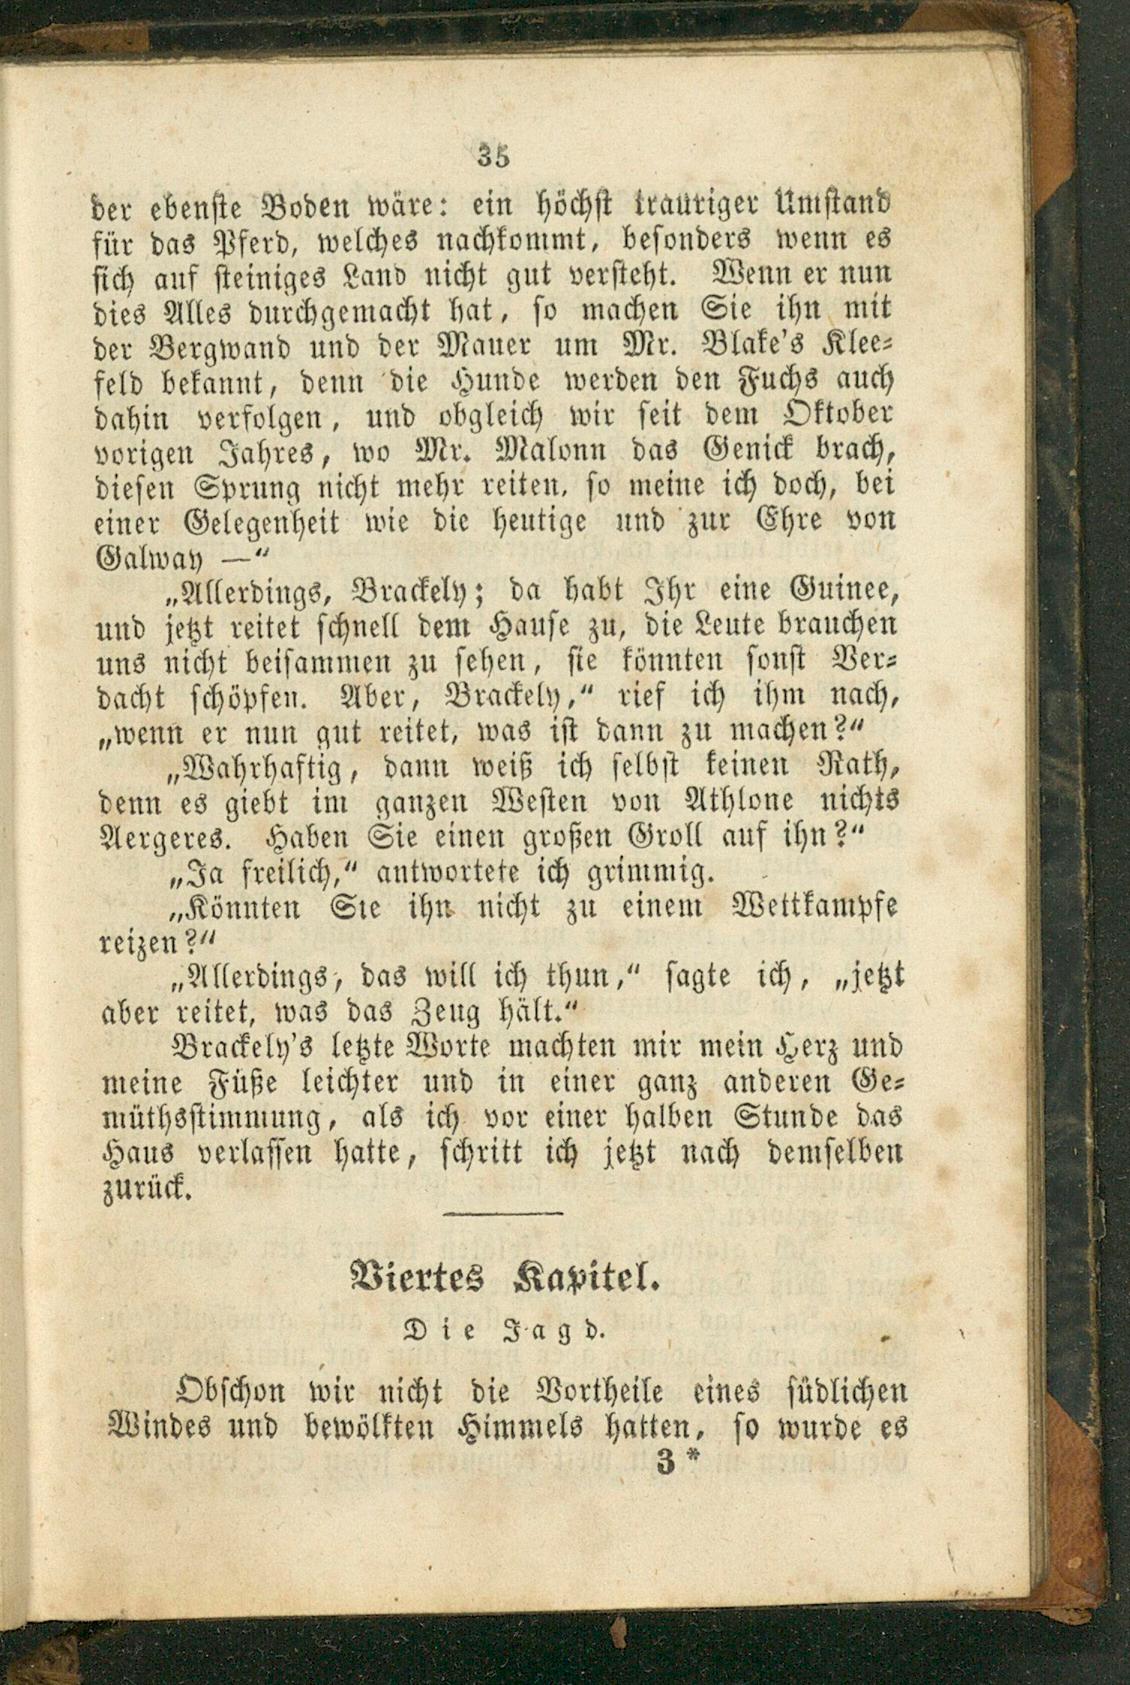 35
der ebenste Boden wäre: ein höchst trauriger Umstand
für das Pferd, welches nachkommt, besonders wenn es
sich auf steiniges Land nicht gut versteht. Wenn er nun
dies Alles durchgemacht hat, so machen Sie ihn mit
der Bergwand und der Mauer um Mr. Blake's Klee-
feld bekannt, denn die Hunde werden den Fuchs auch
dahin verfolgen, und obgleich wir seit dem Oktober
vorigen Jahres, wo Mr. Malonn das Genick brach,
diesen Sprung nicht mehr reiten, so meine ich doch, bei
einer Gelegenheit wie die heutige und zur Ehre von
Galway —“
„Allerdings, Brackely; da habt Ihr eine Guinee,
und jetzt reitet schnell dem Hause zu, die Leute brauchen
uns nicht beisammen zu sehen, sie könnten sonst Ver-
dacht schöpfen. Aber, Brackely,“ rief ich ihm nach,
„wenn er nun gut reitet, was ist dann zu machen?“
„Wahrhaftig, dann weiß ich selbst keinen Rath,
denn es giebt im ganzen Westen von Athlone nichts
Aergeres. Haben Sie einen großen Groll auf ihn?“
„Ja freilich,“ antwortete ich grimmig.
„Könnten Sie ihn nicht zu einem Wettkampfe
reizen?“
„Allerdings, das will ich thun,“ sagte ich, „jetzt
aber reitet, was das Zeug hält.“
Brackely's letzte Worte machten mir mein Herz und
meine Füße leichter und in einer ganz anderen Ge-
müthsstimmung, als ich vor einer halben Stunde das
Haus verlassen hatte, schritt ich jetzt nach demselben
zurück.
Viertes Kapitel.
Die Jagd.
Obschon wir nicht die Vortheile eines südlichen
Windes und bewölkten Himmels hatten, so wurde es
3*